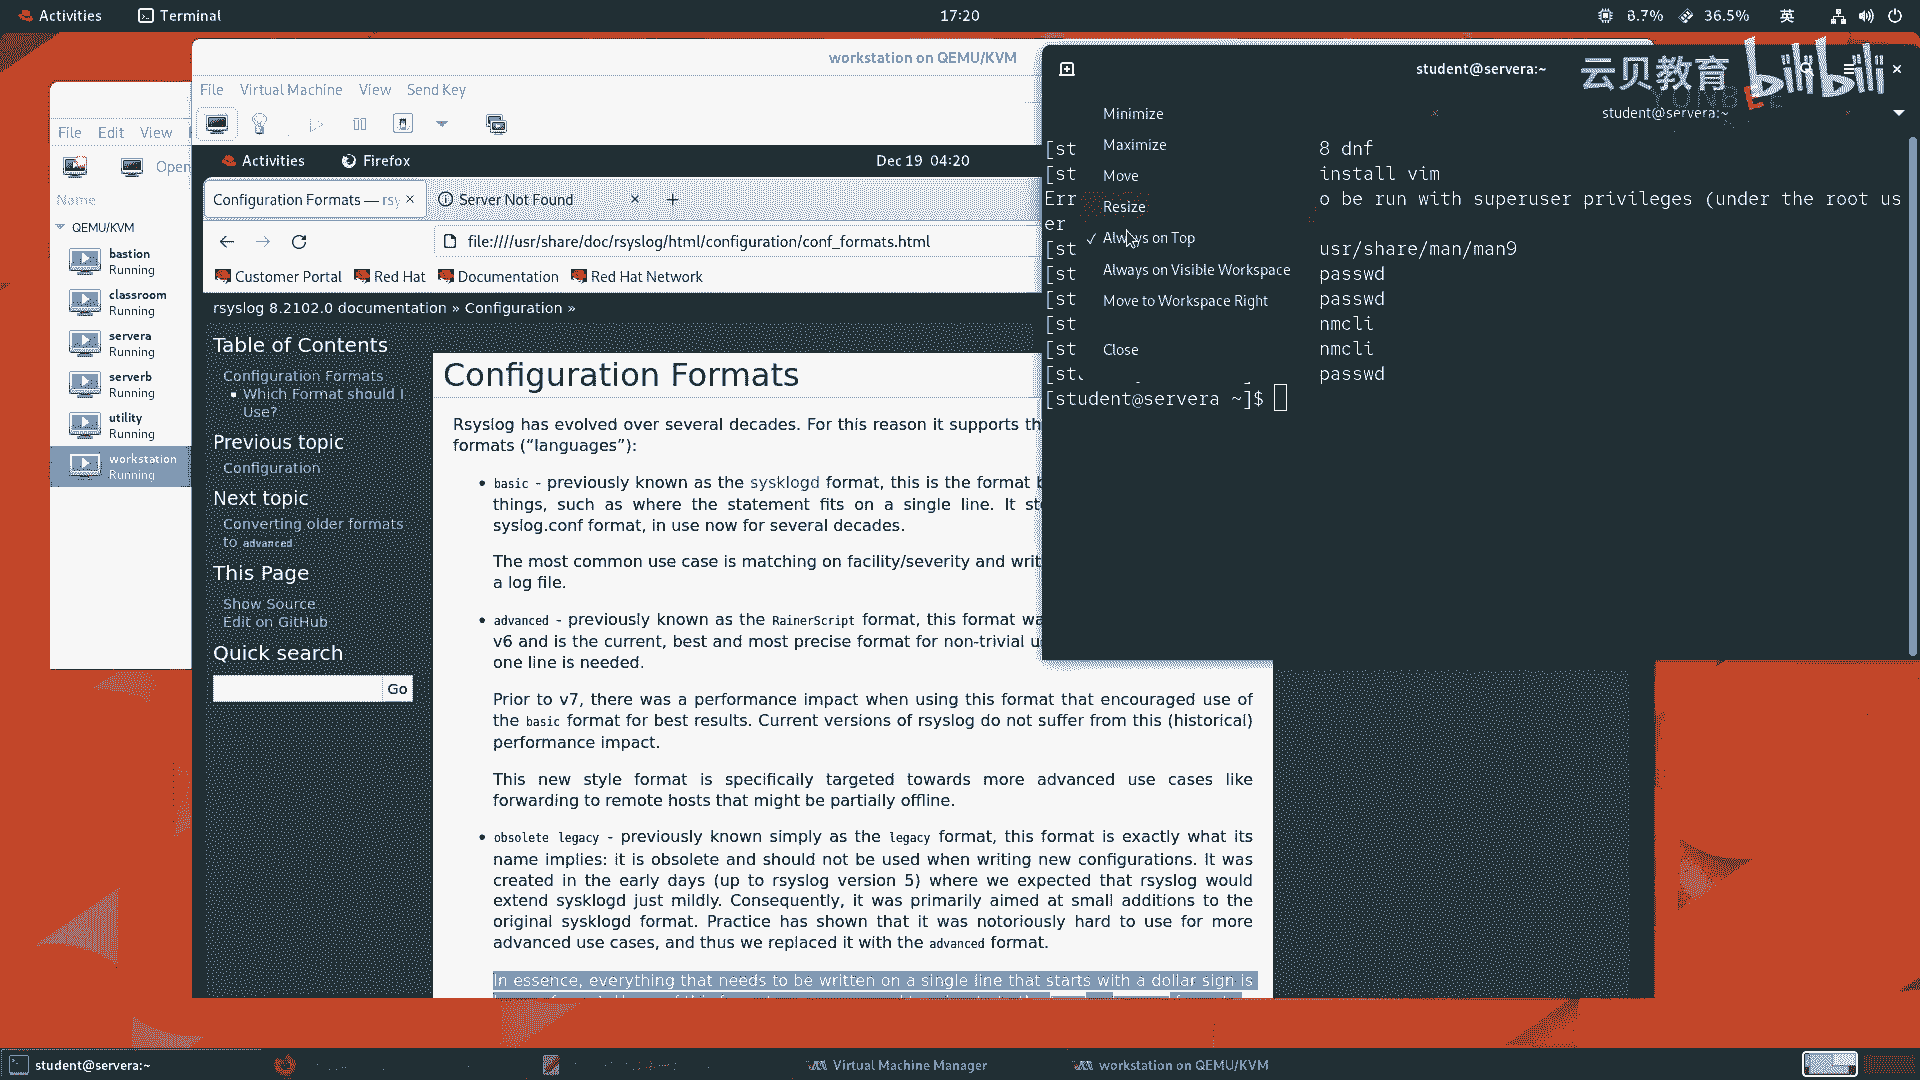 Activities
Terminal
17:20
8.7%
36.5%
英
workstation on QEMU/KVM
File Virtual Machine View Send Key
File Edit View
Open
Name
QEMU/KVM
bastion
Running
classroom
Running
servera
Running
serverb
Running
utility
Running
workstation
Running
Activities
Firefox
Dec 19 04:20
Configuration Formats — rsy
Server Not Found
file:////usr/share/doc/rsyslog/html/configuration/conf_formats.html
Customer Portal
Red Hat
Documentation
Red Hat Network
rsyslog 8.2102.0 documentation » Configuration »
Table of Contents
Configuration Formats
Which Format should I
Use?
Previous topic
Configuration
Next topic
Converting older formats
to advanced
This Page
Show Source
Edit on GitHub
Quick search
Go
Configuration Formats
Rsyslog has evolved over several decades. For this reason it supports
formats (“languages”):
• basic - previously known as the sysklogd format, this is the format
things, such as where the statement fits on a single line. It
syslog.conf format, in use now for several decades.
The most common use case is matching on facility/severity and
a log file.
• advanced - previously known as the RainerScript format, this format
v6 and is the current, best and most precise format for non-trivial
one line is needed.
Prior to v7, there was a performance impact when using this format that encouraged use of
the basic format for best results. Current versions of rsyslog do not suffer from this (historical)
performance impact.
This new style format is specifically targeted towards more advanced use cases like
forwarding to remote hosts that might be partially offline.
• obsolete legacy - previously known simply as the legacy format, this format is exactly what its
name implies: it is obsolete and should not be used when writing new configurations. It was
created in the early days (up to rsyslog version 5) where we expected that rsyslog would
extend sysklogd just mildly. Consequently, it was primarily aimed at small additions to the
original sysklogd format. Practice has shown that it was notoriously hard to use for more
advanced use cases, and thus we replaced it with the advanced format.
In essence, everything that needs to be written on a single line that starts with a dollar sign is
student@servera:~
云贝教育 bilibili
student@servera:~
Minimize
Maximize
Move
Resize
✓ Always on Top
Always on Visible Workspace
Move to Workspace Right
Close
[st 8 dnf
[st install vim
Err o be run with superuser privileges (under the root us
er
[st usr/share/man/man9
[st passwd
[st passwd
[st nmcli
[st nmcli
[st passwd
[student@servera ~]$
student@servera:~
Virtual Machine Manager
workstation on QEMU/KVM